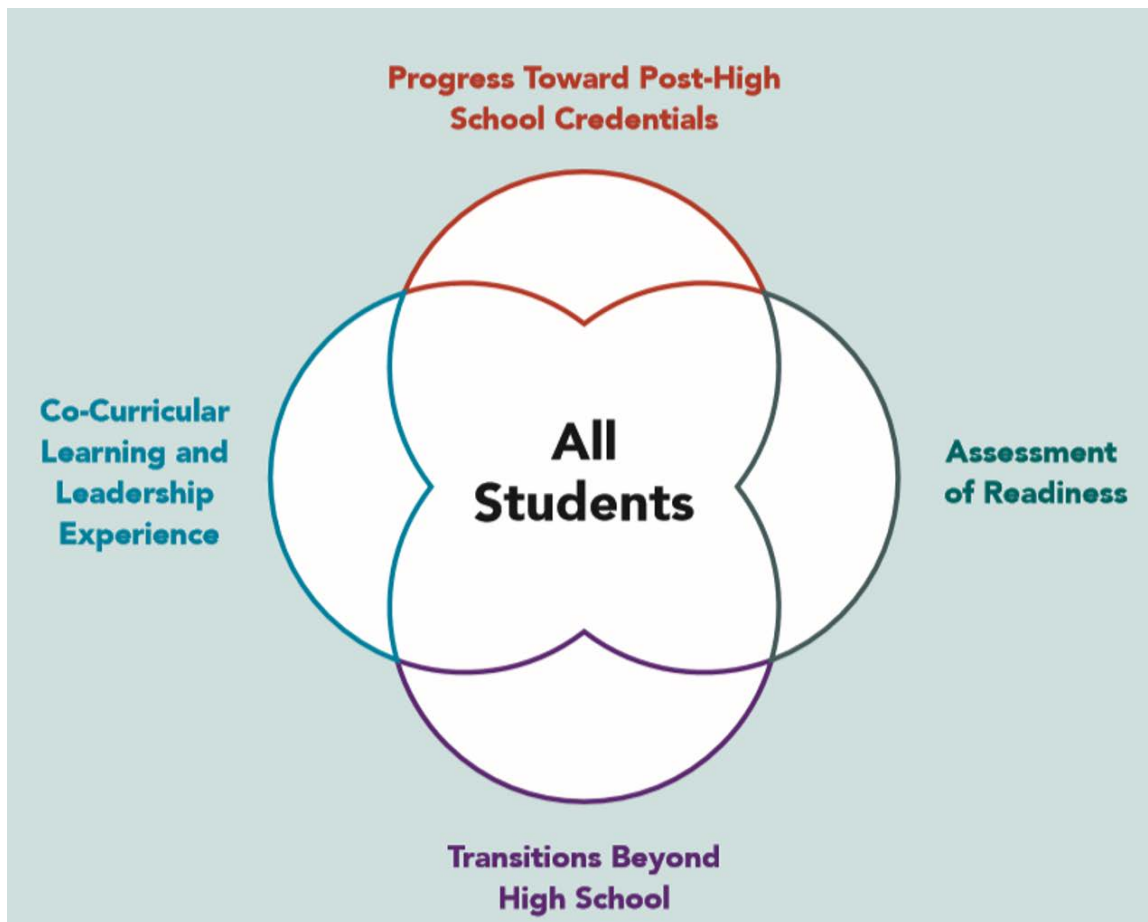 Progress Toward Post-High
School Credentials
Co-Curricular
Learning and
Leadership
Experience
All
Students
Assessment
of Readiness
Transitions Beyond
High School